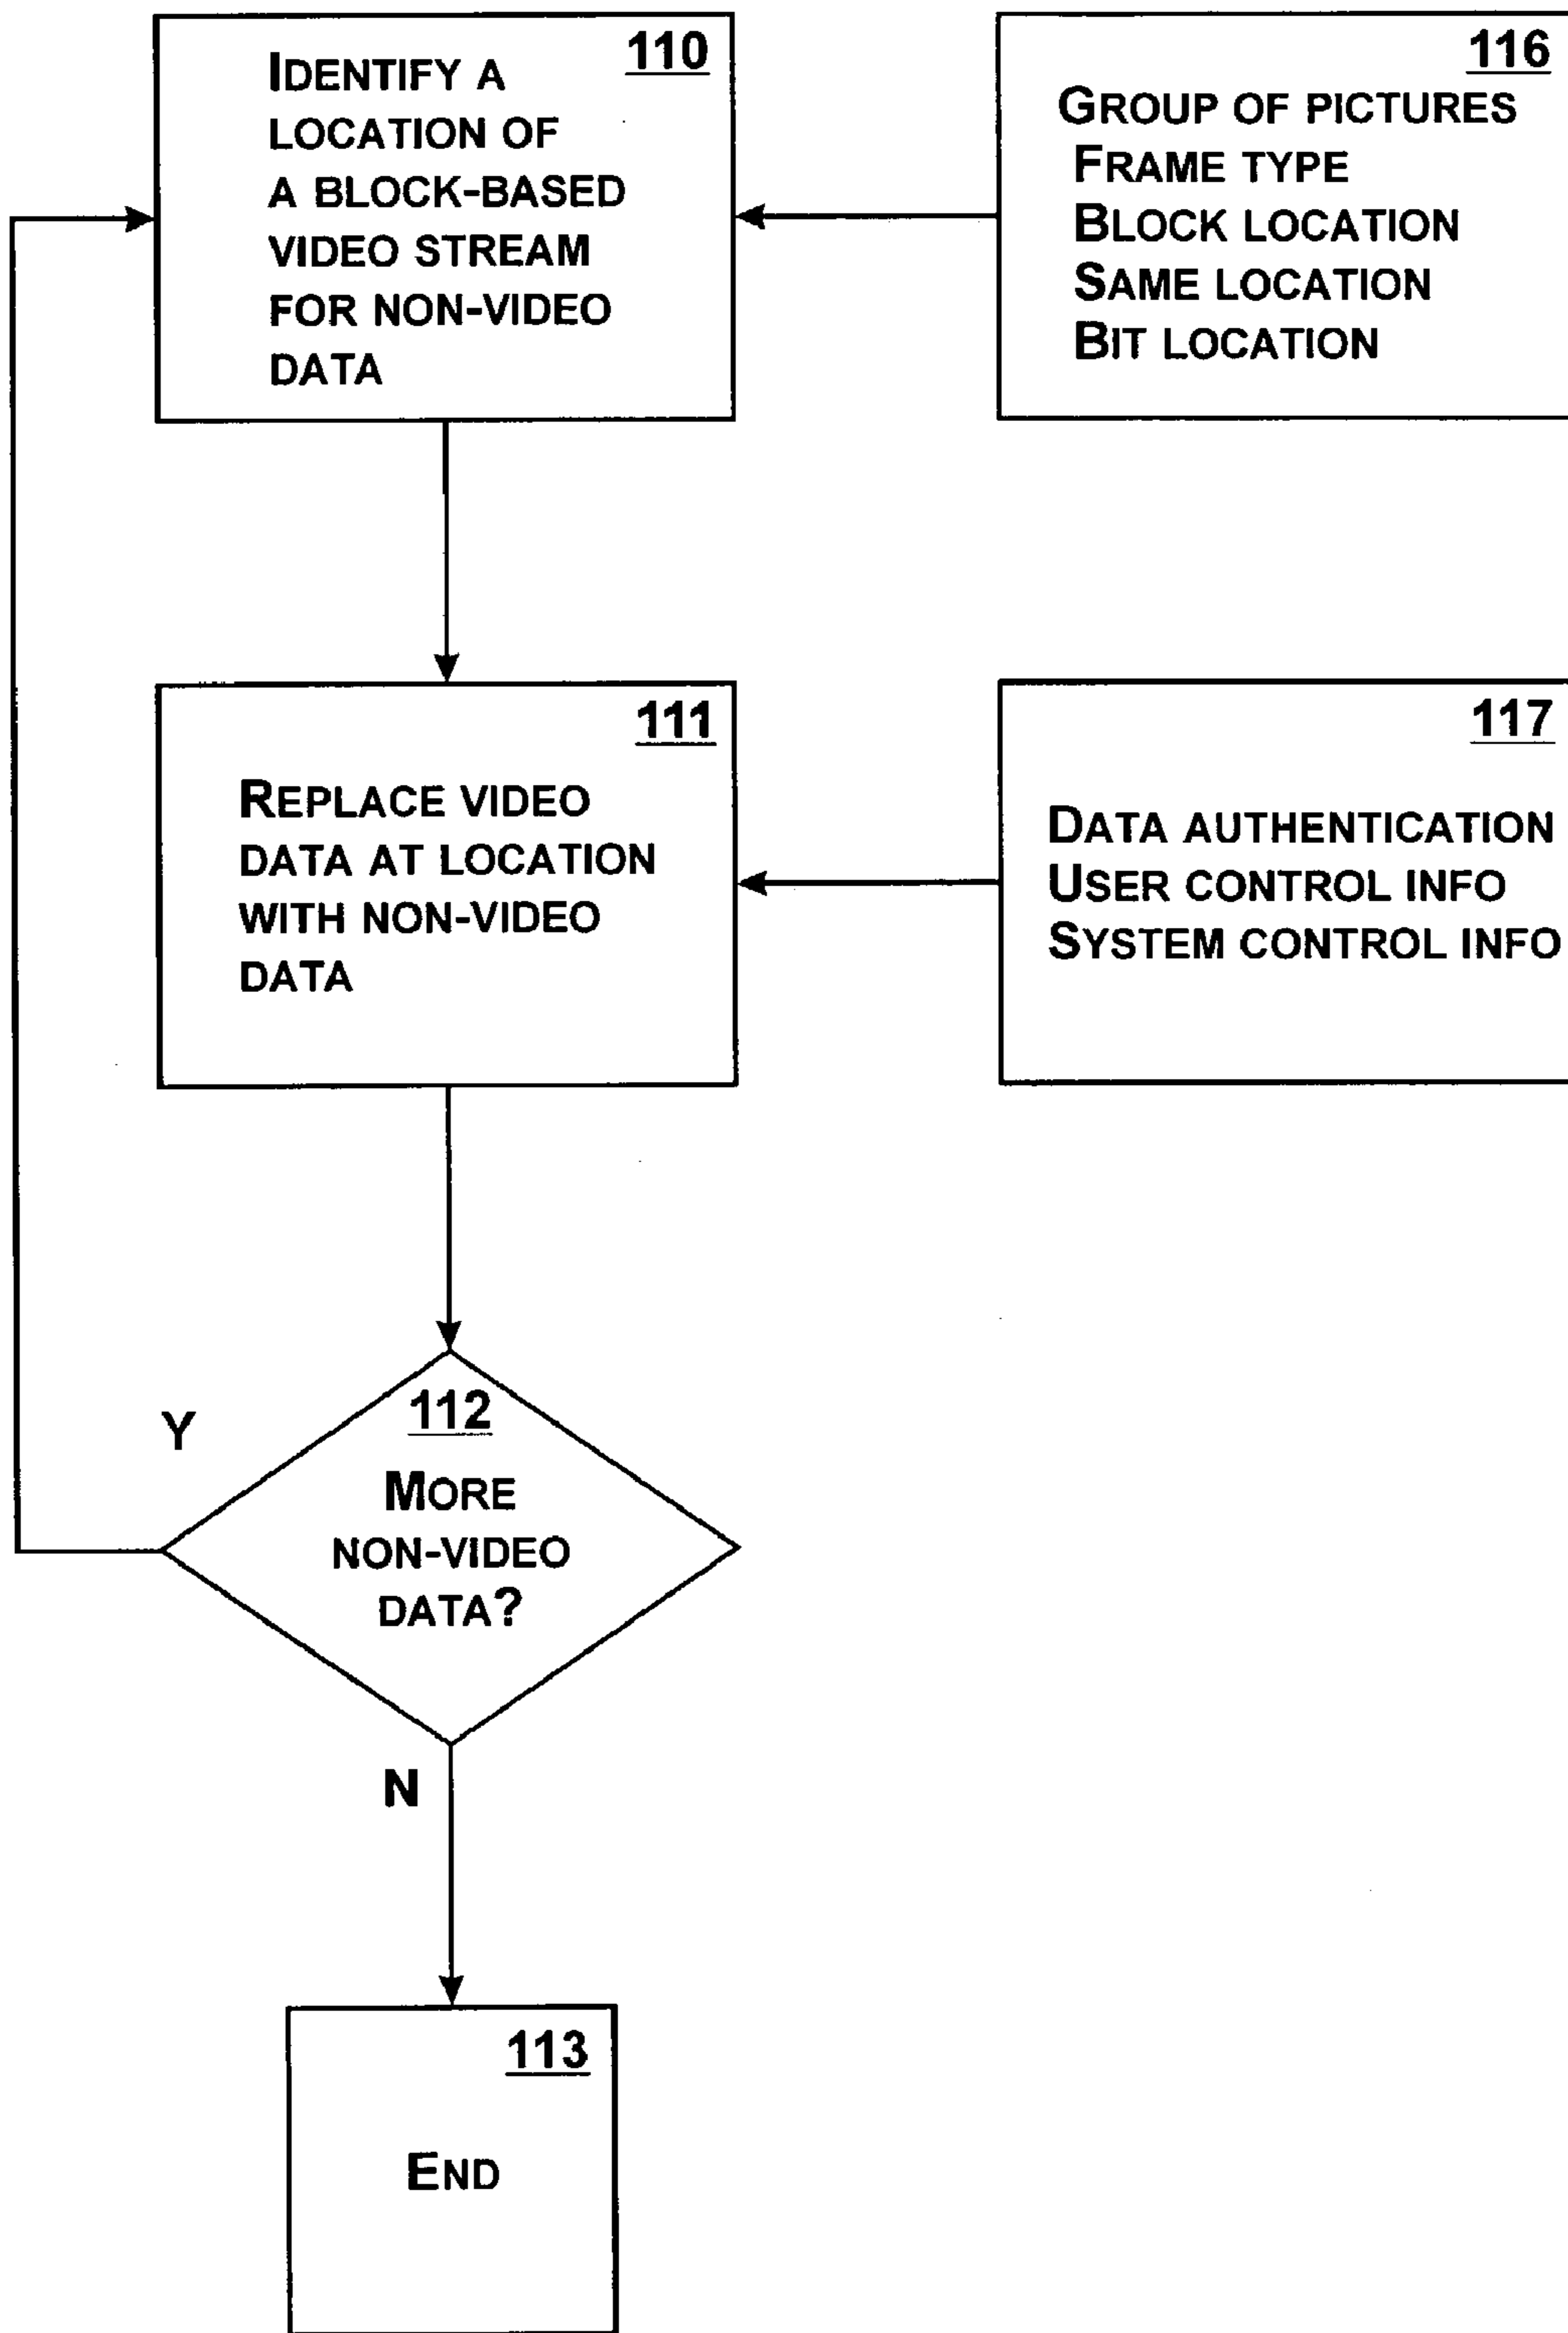 110
IDENTIFY A
LOCATION OF
A BLOCK-BASED
VIDEO STREAM
FOR NON-VIDEO
DATA
116
GROUP OF PICTURES
FRAME TYPE
BLOCK LOCATION
SAME LOCATION
BIT LOCATION
111
REPLACE VIDEO
DATA AT LOCATION
WITH NON-VIDEO
DATA
117
DATA AUTHENTICATION
USER CONTROL INFO
SYSTEM CONTROL INFO
112
Y
MORE
NON-VIDEO
DATA?
N
113
END